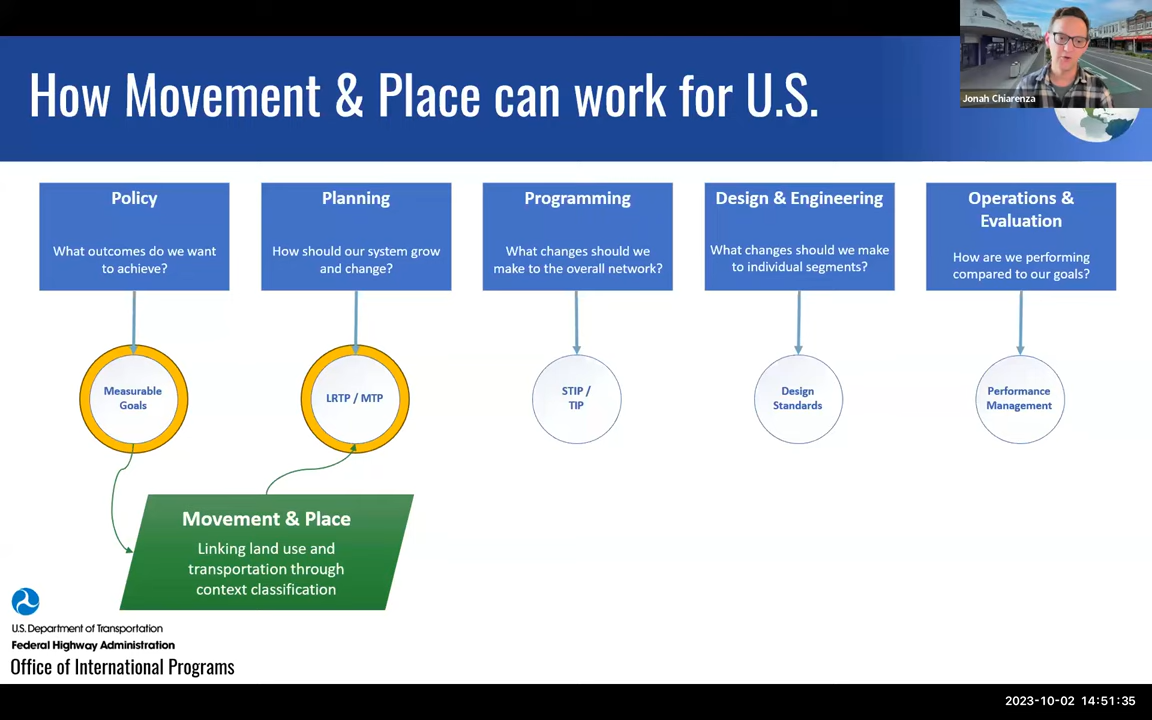 How Movement & Place can work for U.S.
Jonah Chiarenza
Policy
What outcomes do we want
to achieve?
Planning
How should our system grow
and change?
Programming
What changes should we
make to the overall network?
Design & Engineering
What changes should we make
to individual segments?
Operations &
Evaluation
How are we performing
compared to our goals?
Measurable
Goals
LRTP / MTP
STIP /
TIP
Design
Standards
Performance
Management
Movement & Place
Linking land use and
transportation through
context classification
U.S. Department of Transportation
Federal Highway Administration
Office of International Programs
2023-10-02 14:51:35